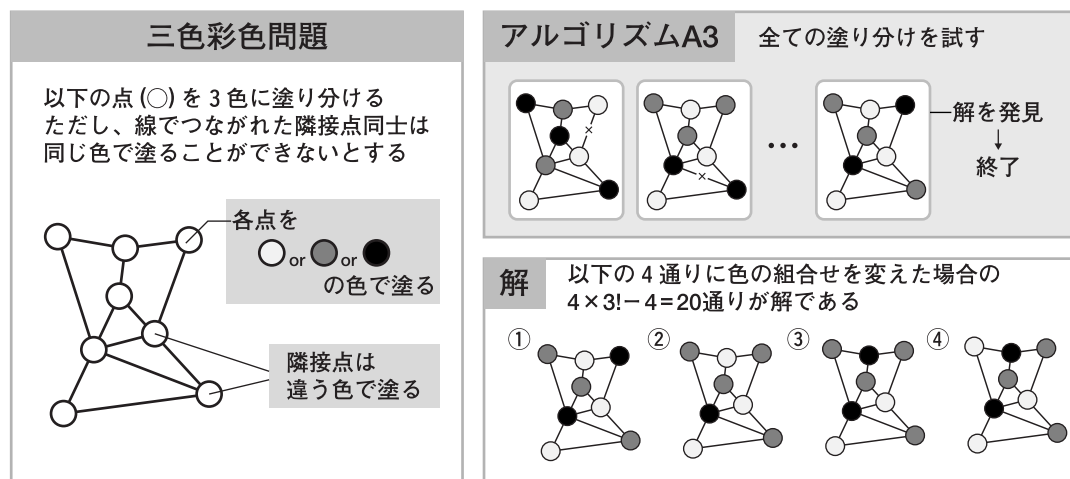 三色彩色問題
以下の点 (○) を 3 色に塗り分ける
ただし、線でつながれた隣接点同士は
同じ色で塗ることができないとする
各点を
or or
の色で塗る
隣接点は
違う色で塗る
アルゴリズムA3
全ての塗り分けを試す
×
×
…
解を発見
↓
終了
解
以下の 4 通りに色の組合せを変えた場合の
4×3!−4=20通りが解である
① ② ③ ④